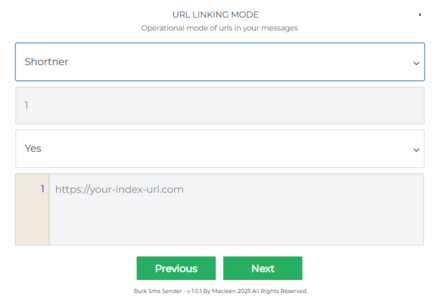 URL LINKING MODE
Operational mode of urls in your messages
Shortner
1
Yes
1 https://your-index-url.com
Previous Next
Bulk Sms Sender - v 1.0.1 By Macleen 2025 All Rights Reserved.